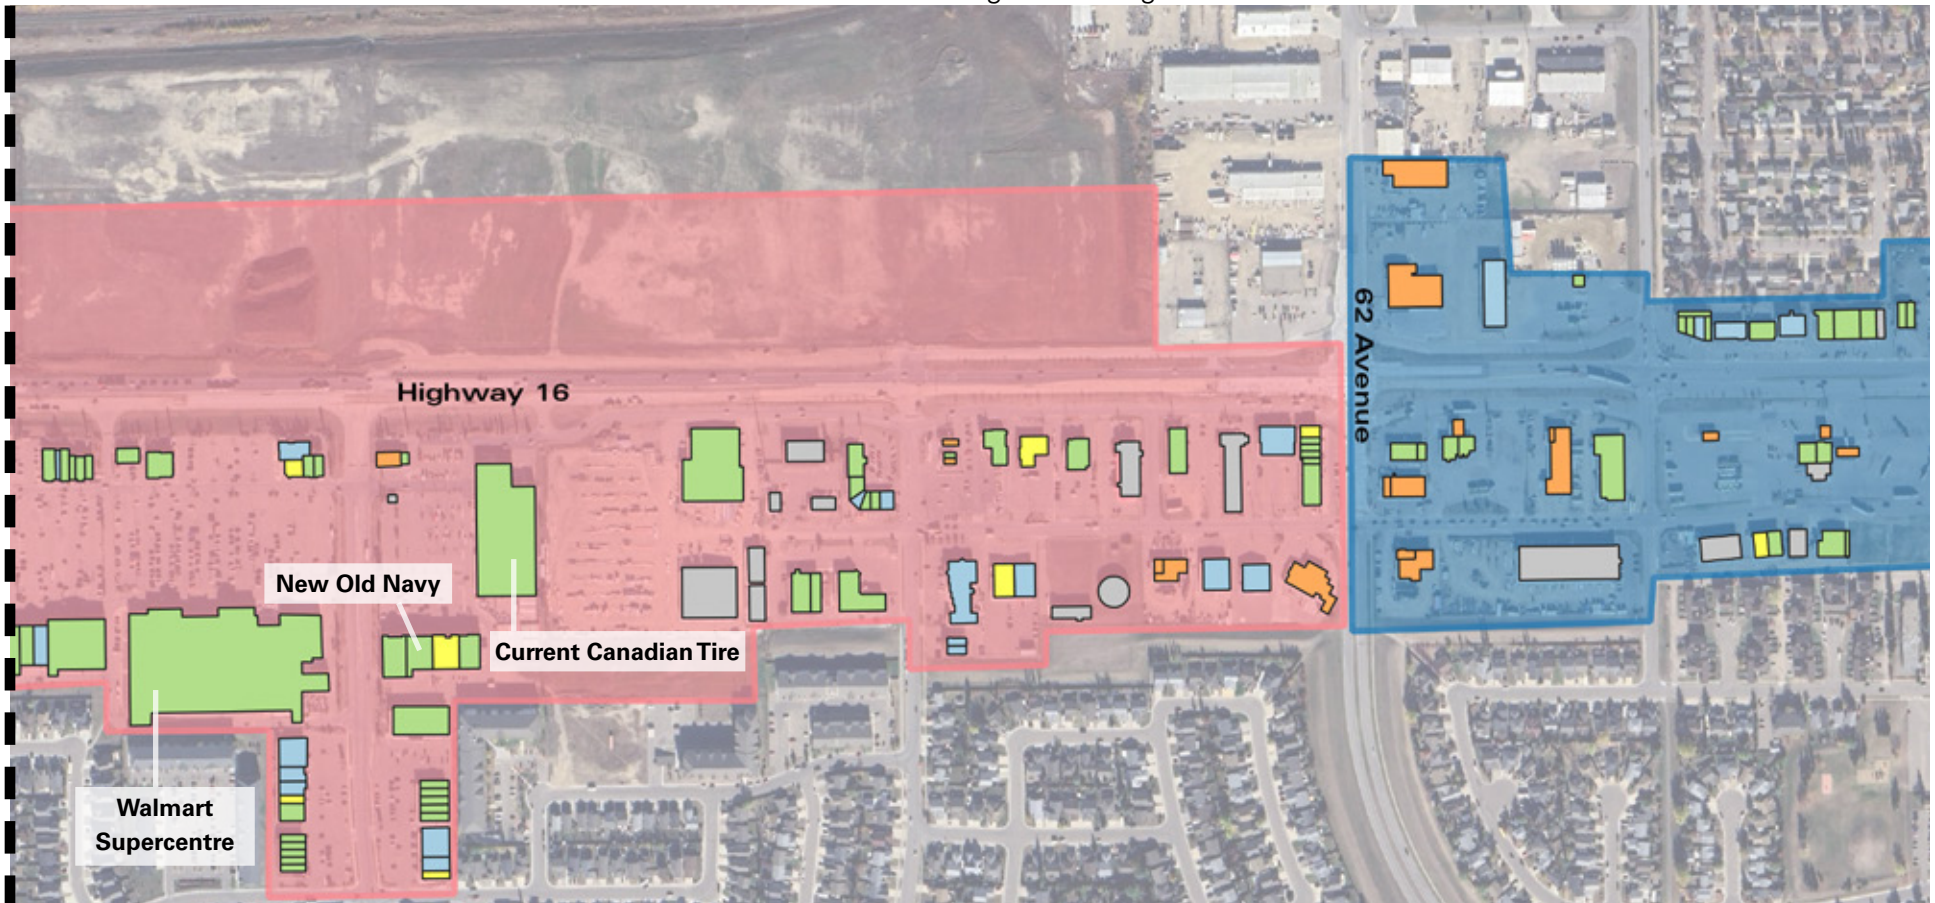 Highway 16
62 Avenue
New Old Navy
Current Canadian Tire
Walmart
Supercentre